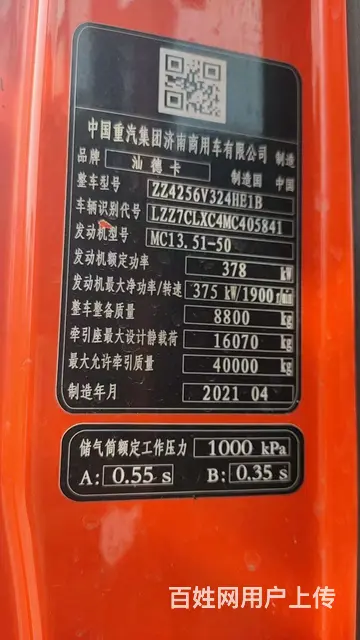 中国重汽集团济南商用车有限公司 制造
品牌 汕德卡 制造国 中国
整车型号 ZZ4256V324HE1B
车辆识别代号 LZZ7CLXC4MC405841
发动机型号 MC13.51-50
发动机额定功率 378 kW
发动机最大净功率/转速 375 kW/1900 r/min
整车整备质量 8800 kg
牵引座最大设计静载荷 16070 kg
最大允许牵引质量 40000 kg
制造年月 2021 04
储气筒额定工作压力 1000 kPa
A: 0.55 s B: 0.35 s
百姓网用户上传